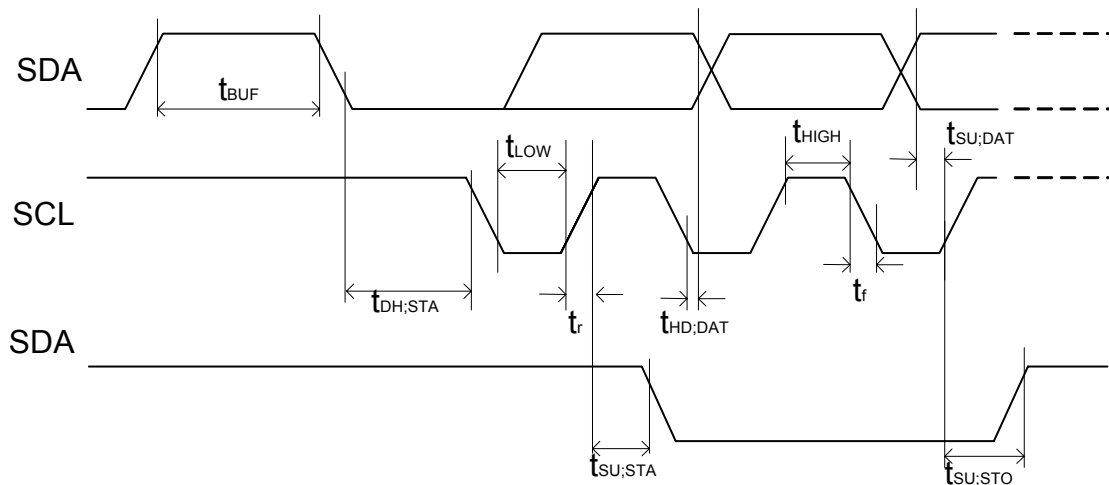 SDA
tBUF
tHIGH
tSU;DAT
tLOW
SCL
tDH;STA
tr
tHD;DAT
tf
SDA
tSU;STA
tSU:STO